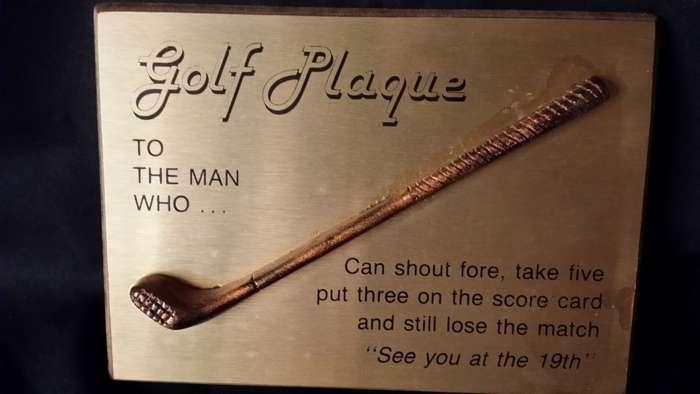 Golf Plaque
TO
THE MAN
WHO ...
Can shout fore, take five
put three on the score card
and still lose the match
"See you at the 19th"